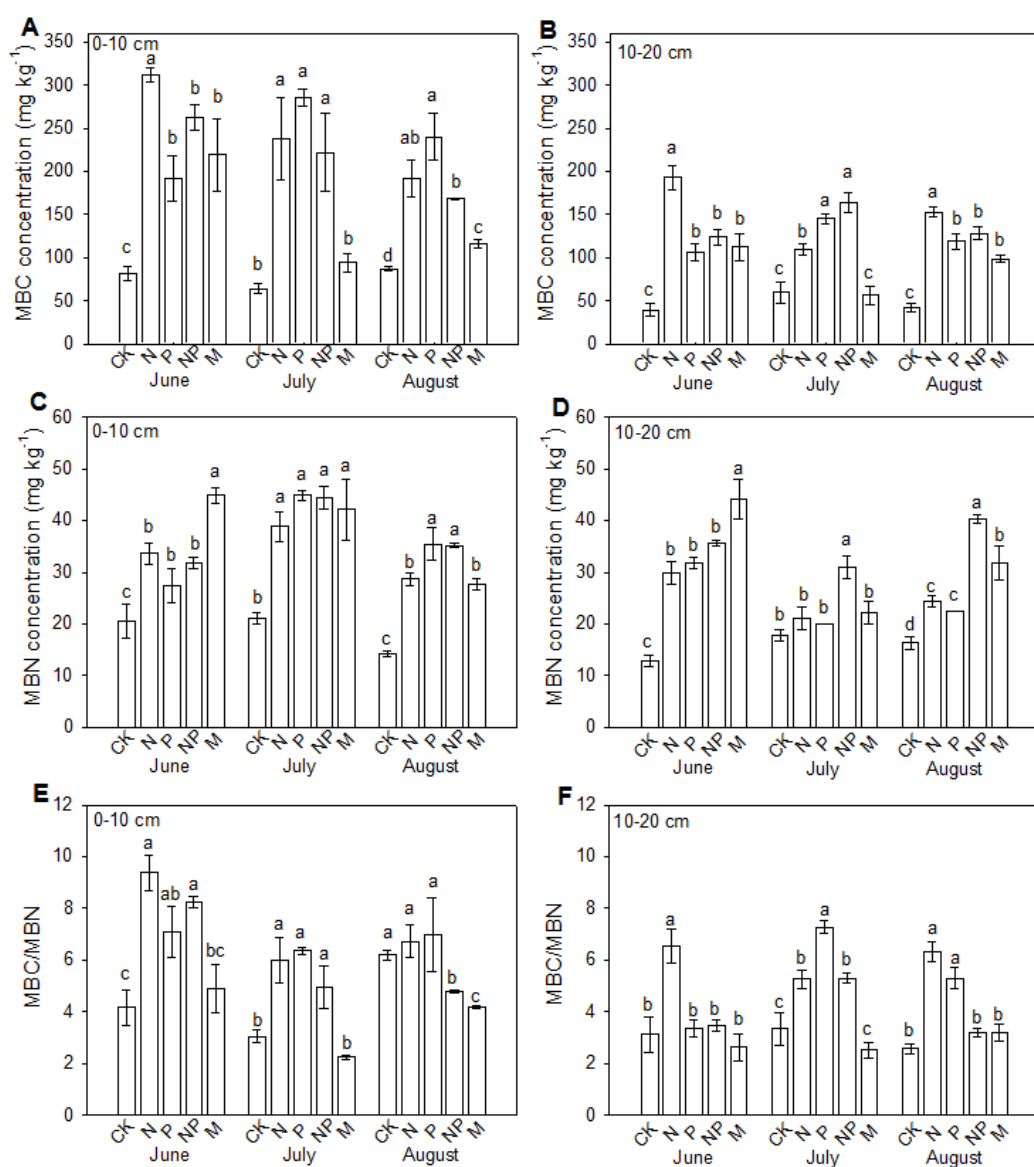 A
0-10 cm
MBC concentration (mg kg-1)
350
300
250
200
150
100
50
0
c a b b b
b a a a b
d ab a b c
CK N P NP M CK N P NP M CK N P NP M
June July August
B
10-20 cm
MBC concentration (mg kg-1)
350
300
250
200
150
100
50
0
c a b b b
c b a a c
c a b b b
CK N P NP M CK N P NP M CK N P NP M
June July August
C
0-10 cm
MBN concentration (mg kg-1)
60
50
40
30
20
10
0
c b b b a
b a a a a
c b a a b
CK N P NP M CK N P NP M CK N P NP M
June July August
D
10-20 cm
MBN concentration (mg kg-1)
60
50
40
30
20
10
0
c b b b a
b b b a b
d c c a b
CK N P NP M CK N P NP M CK N P NP M
June July August
E
0-10 cm
MBC/MBN
12
10
8
6
4
2
0
c a ab a bc
b a a a b
a a a b c
CK N P NP M CK N P NP M CK N P NP M
June July August
F
10-20 cm
MBC/MBN
12
10
8
6
4
2
0
b a b b b
c b a b c
b a a b b
CK N P NP M CK N P NP M CK N P NP M
June July August